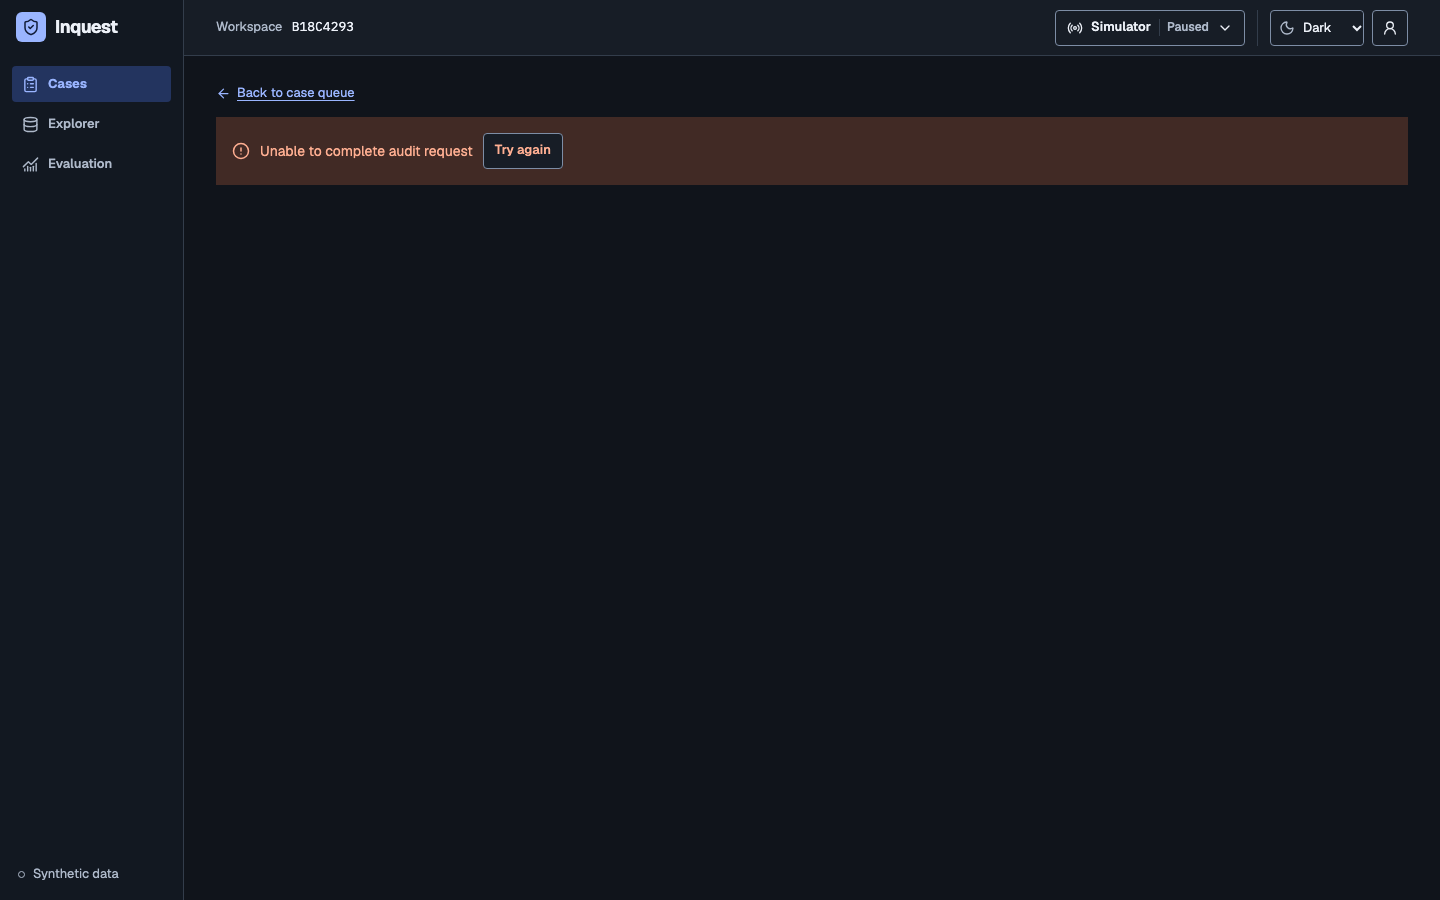 Inquest
Workspace B18C4293
Simulator Paused
Dark
Cases
Explorer
Evaluation
Back to case queue
Unable to complete audit request Try again
Synthetic data